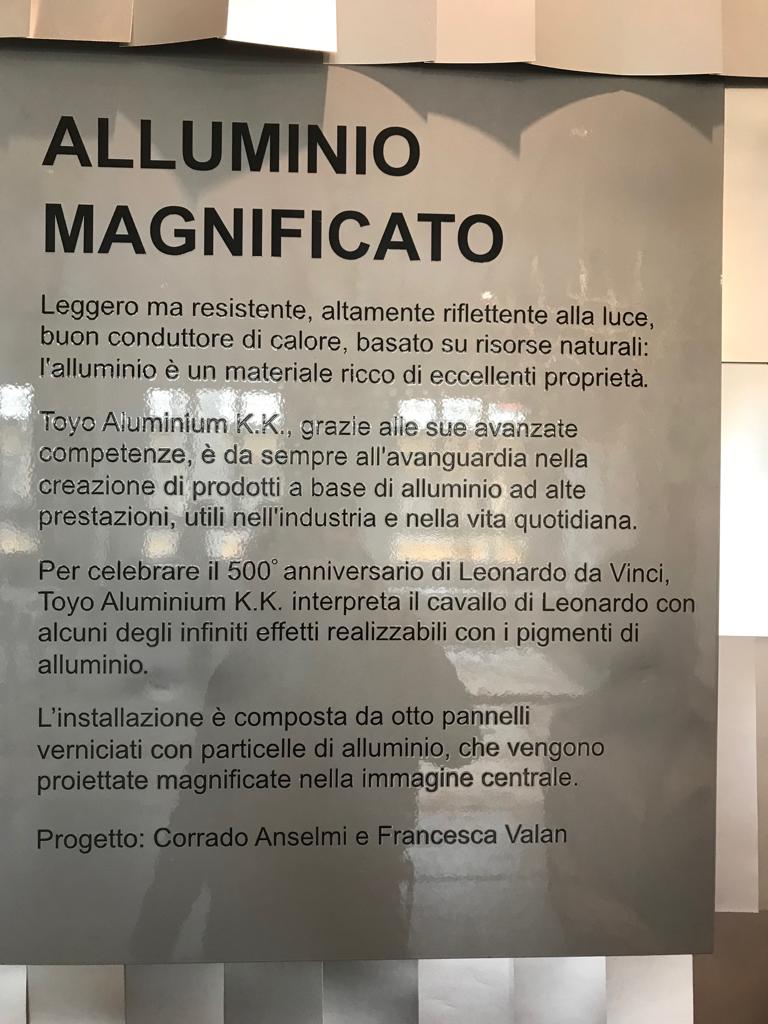 ALLUMINIO
MAGNIFICATO
Leggero ma resistente, altamente riflettente alla luce,
buon conduttore di calore, basato su risorse naturali:
l'alluminio è un materiale ricco di eccellenti proprietà.
Toyo Aluminium K.K., grazie alle sue avanzate
competenze, è da sempre all'avanguardia nella
creazione di prodotti a base di alluminio ad alte
prestazioni, utili nell'industria e nella vita quotidiana.
Per celebrare il 500° anniversario di Leonardo da Vinci,
Toyo Aluminium K.K. interpreta il cavallo di Leonardo con
alcuni degli infiniti effetti realizzabili con i pigmenti di
alluminio.
L'installazione è composta da otto pannelli
verniciati con particelle di alluminio, che vengono
proiettate magnificate nella immagine centrale.
Progetto: Corrado Anselmi e Francesca Valan